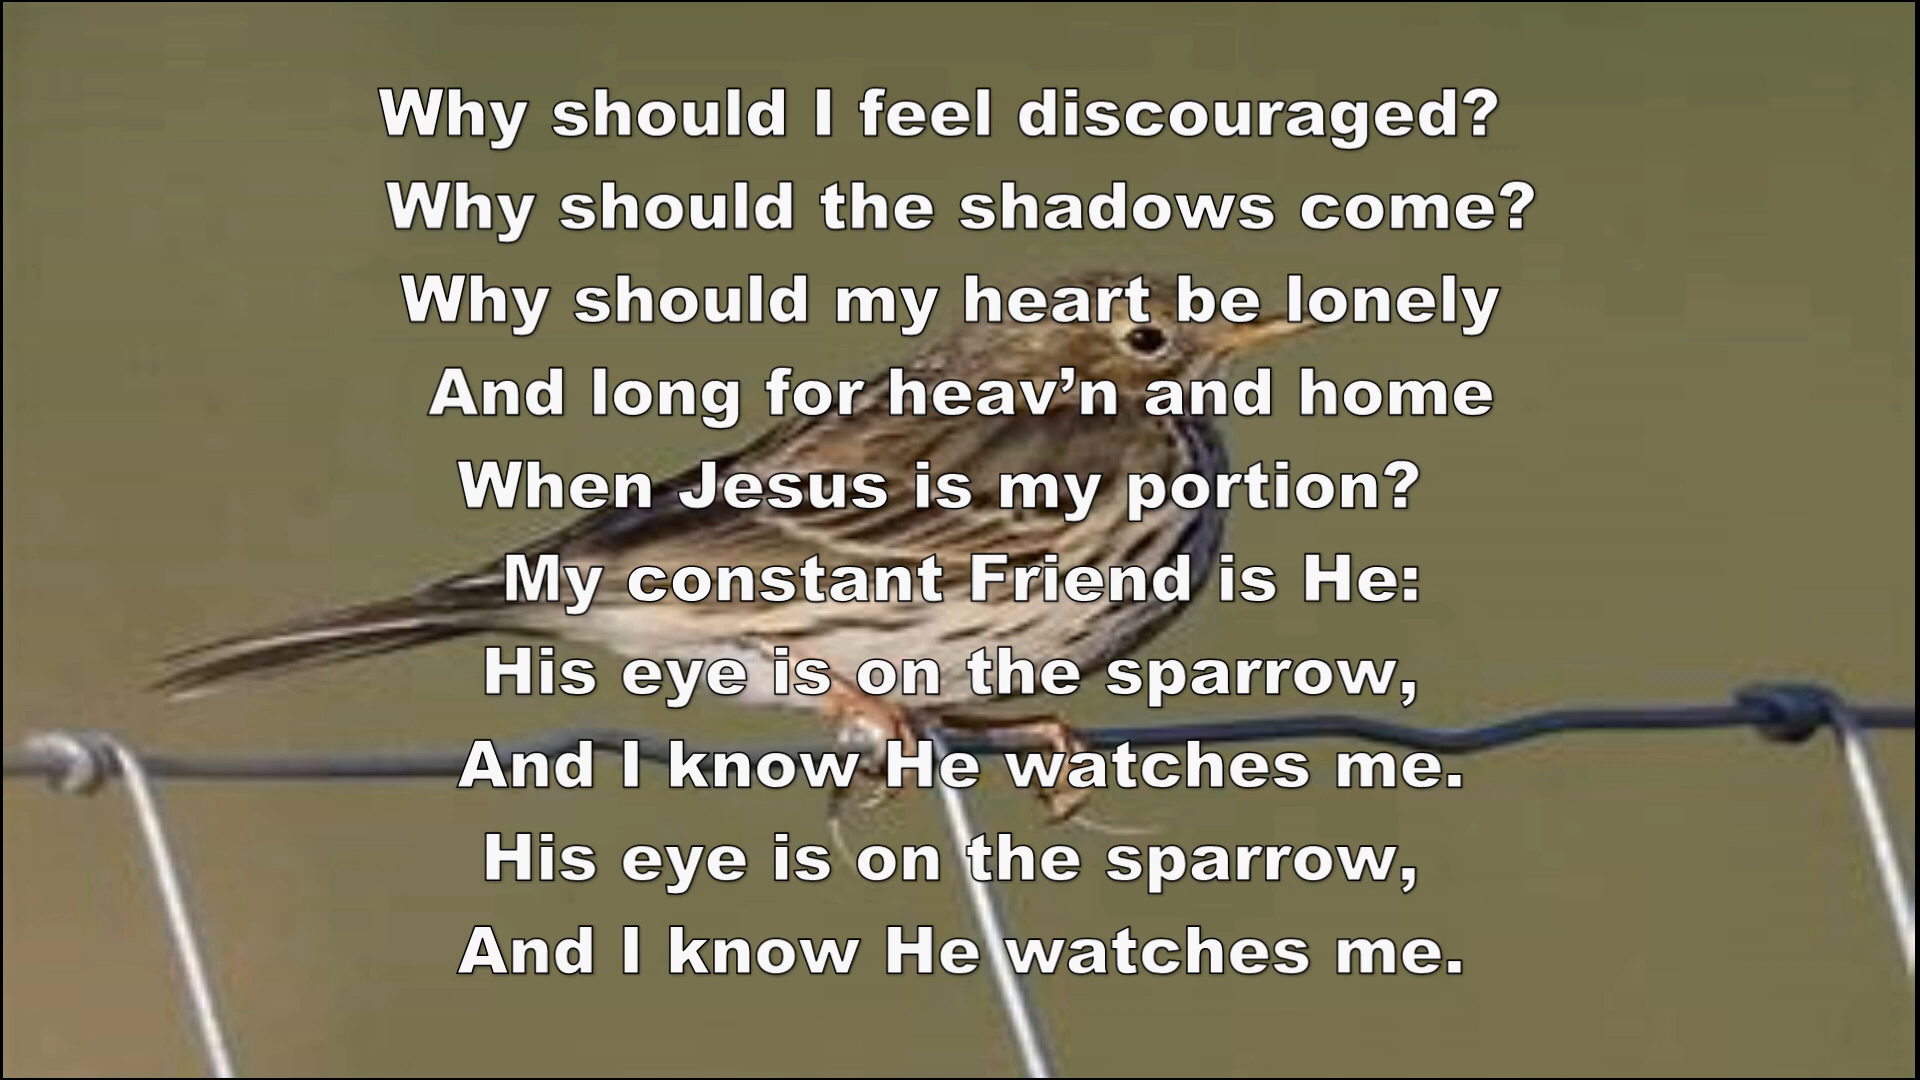 Why should I feel discouraged?
Why should the shadows come?
Why should my heart be lonely
And long for heav’n and home
When Jesus is my portion?
My constant Friend is He:
His eye is on the sparrow,
And I know He watches me.
His eye is on the sparrow,
And I know He watches me.